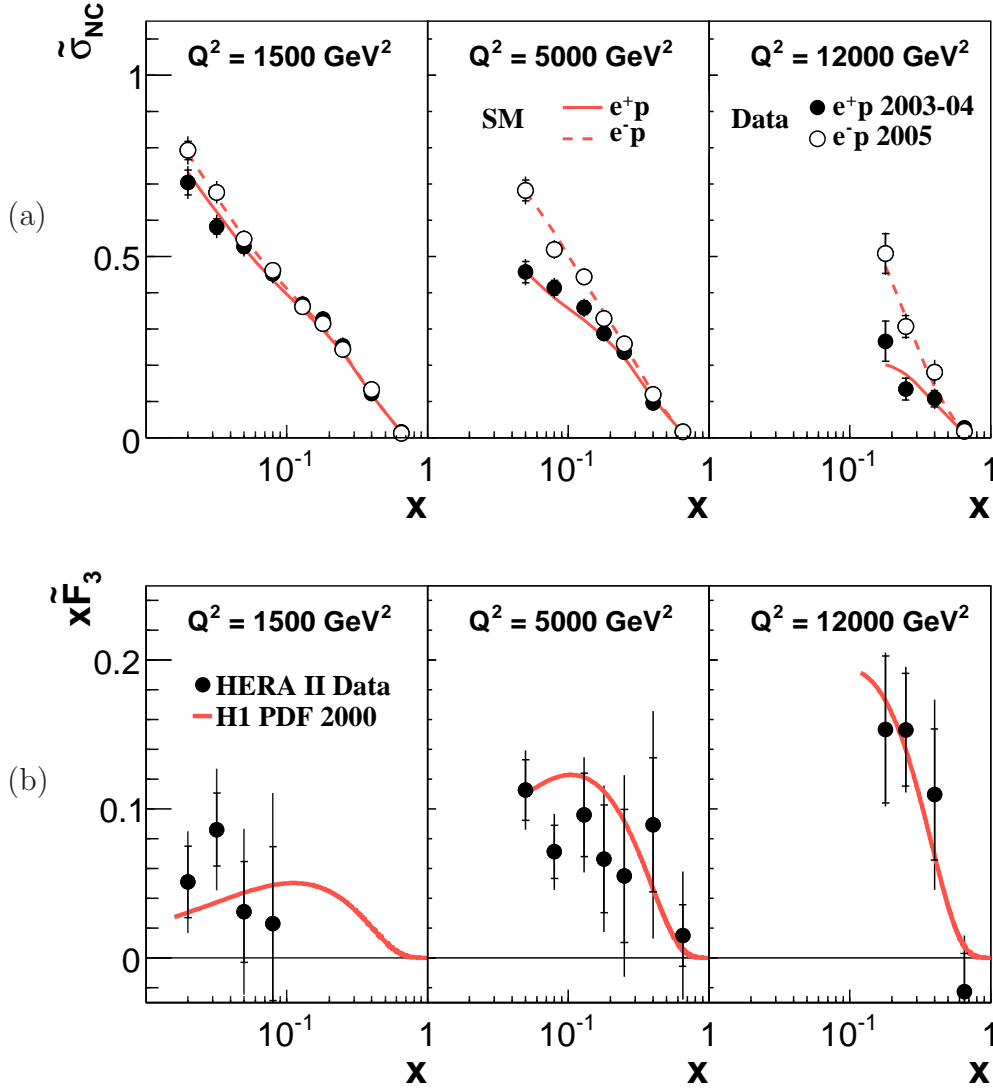 (a)
σ̃_NC
Q² = 1500 GeV²
Q² = 5000 GeV²
Q² = 12000 GeV²
SM
e⁺p
e⁻p
Data
e⁺p 2003-04
e⁻p 2005
1
0.5
0
10⁻¹ 1
10⁻¹ 1
10⁻¹ 1
x
x
x
(b)
xF̃₃
Q² = 1500 GeV²
Q² = 5000 GeV²
Q² = 12000 GeV²
HERA II Data
H1 PDF 2000
0.2
0.1
0
10⁻¹ 1
10⁻¹ 1
10⁻¹ 1
x
x
x